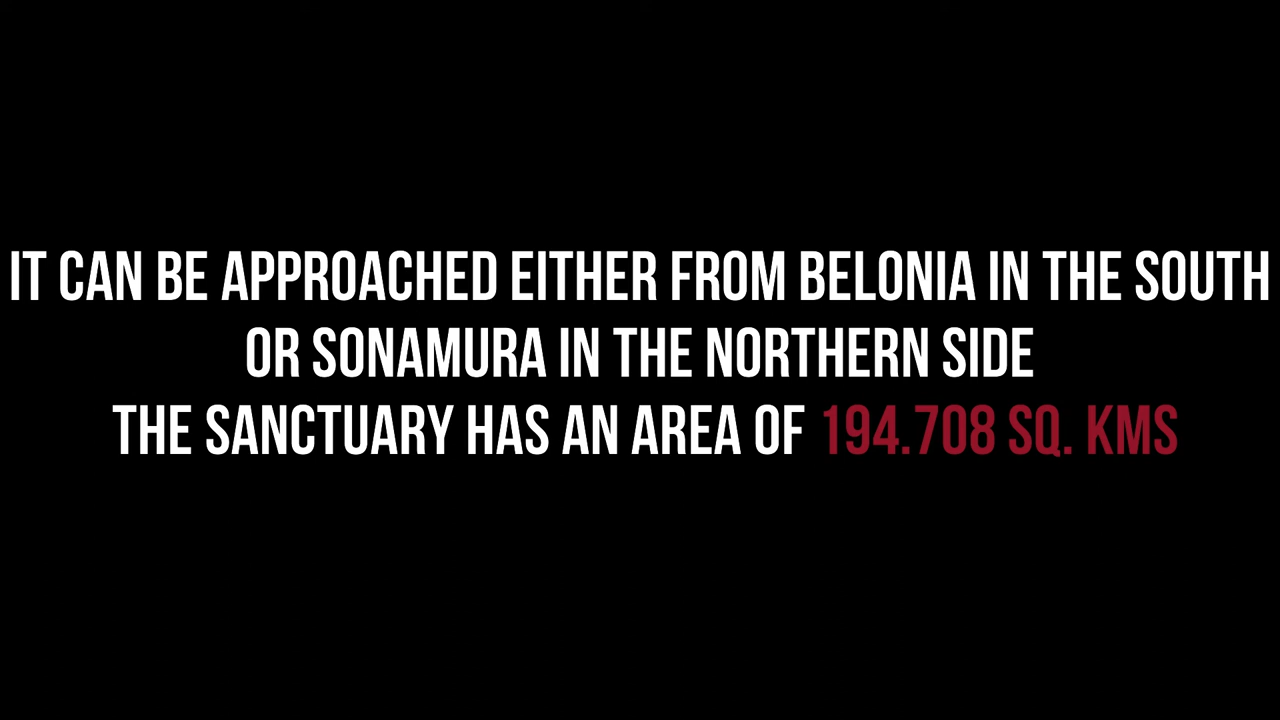 IT CAN BE APPROACHED EITHER FROM BELONIA IN THE SOUTH
OR SONAMURA IN THE NORTHERN SIDE
THE SANCTUARY HAS AN AREA OF 194.708 SQ. KMS